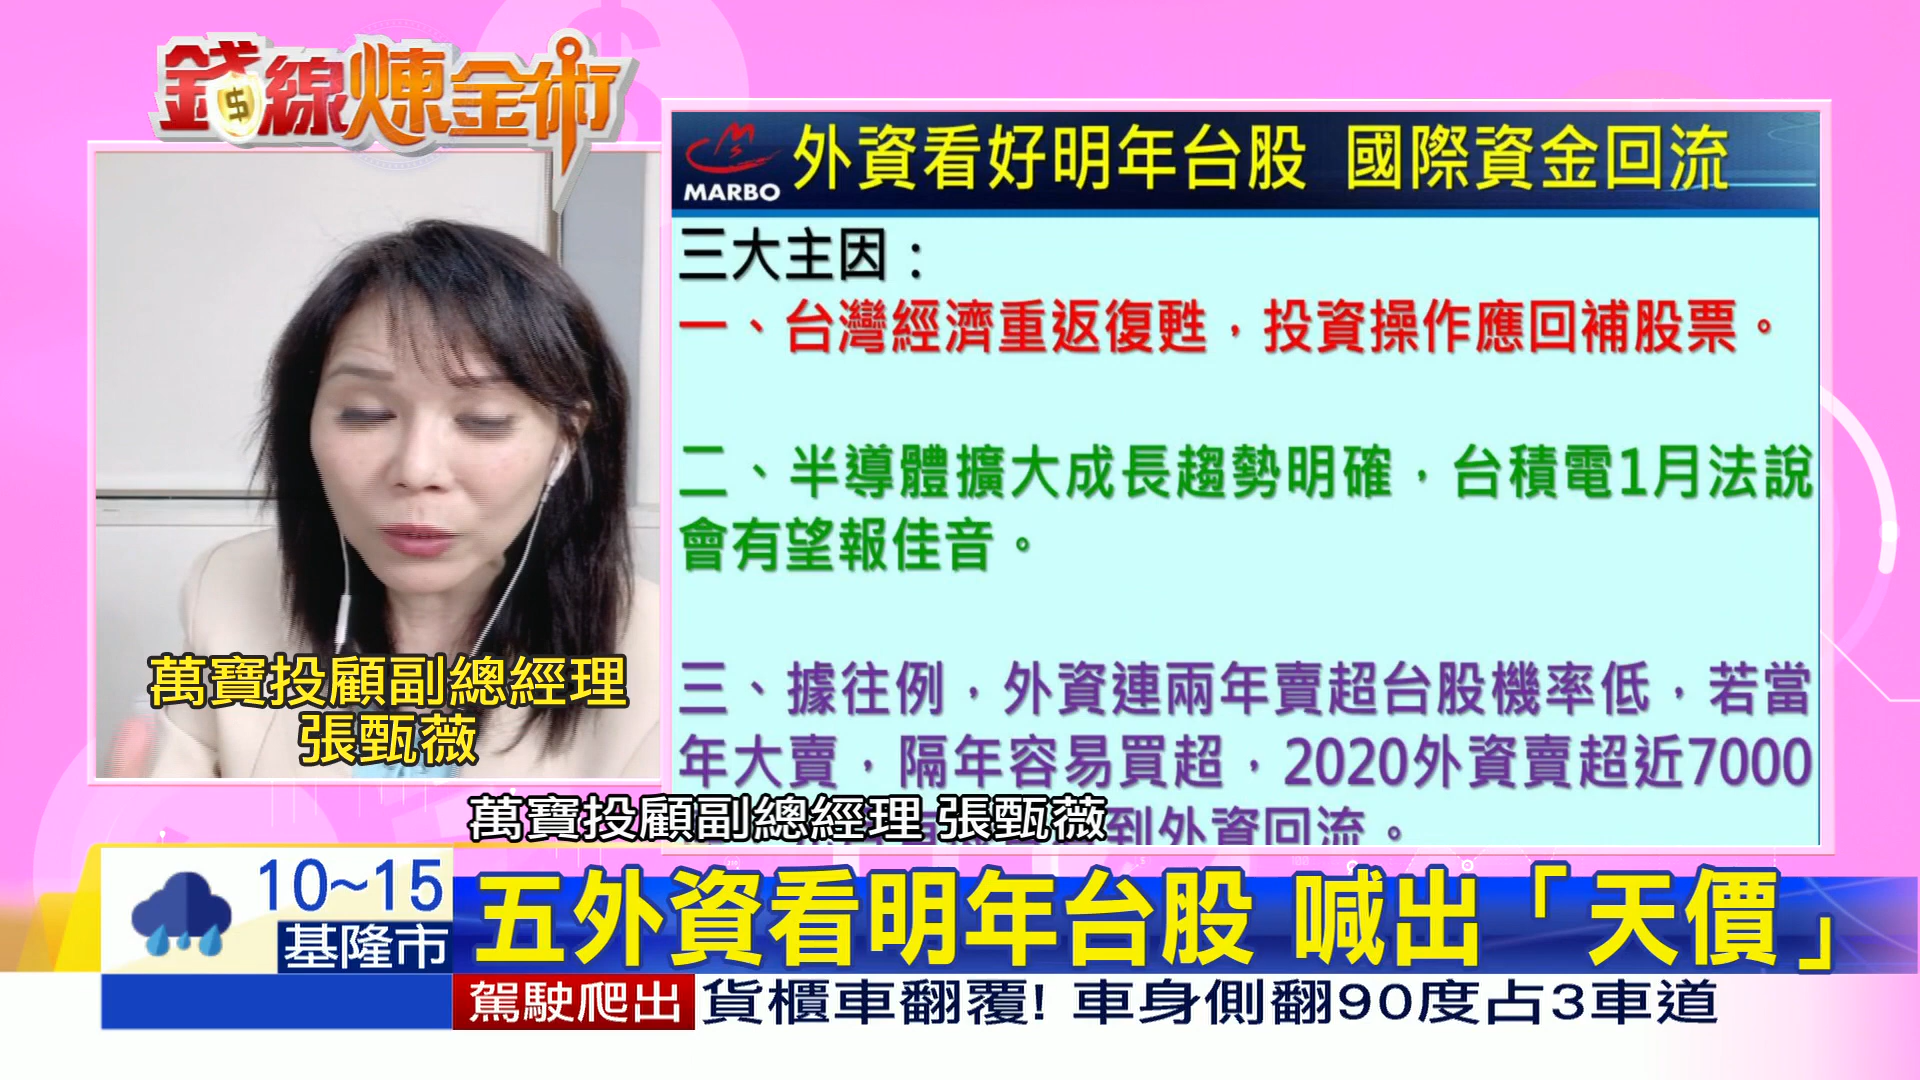 錢線煉金術
MARBO
外資看好明年台股 國際資金回流
三大主因：
一、台灣經濟重返復甦，投資操作應回補股票。
二、半導體擴大成長趨勢明確，台積電1月法說
會有望報佳音。
三、據往例，外資連兩年賣超台股機率低，若當
年大賣，隔年容易買超，2020外資賣超近7000
到外資回流。
萬寶投顧副總經理
張甄薇
萬寶投顧副總經理 張甄薇
10~15
基隆市
五外資看明年台股 喊出「天價」
駕駛爬出
貨櫃車翻覆! 車身側翻90度占3車道